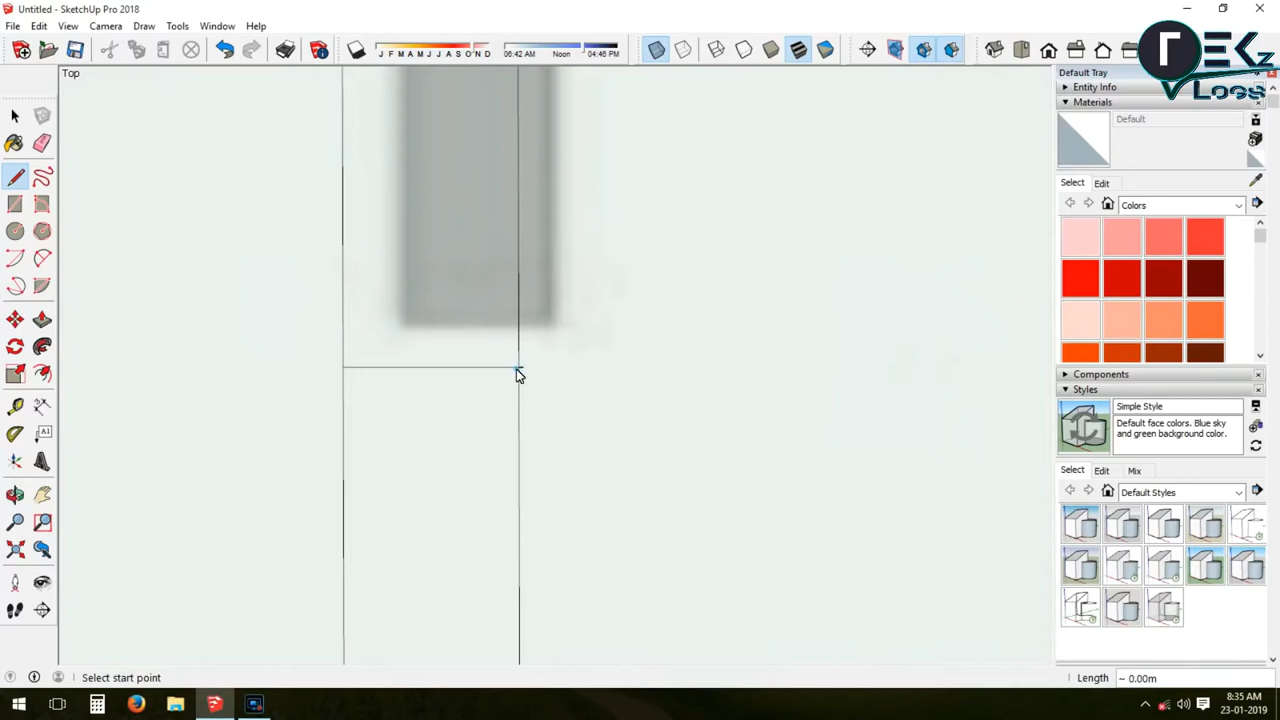 Untitled - SketchUp Pro 2018
File Edit View Camera Draw Tools Window Help
J F M A M J J A S O N D
06:42 AM Noon 04:46 PM
TEKz
VLOGS
Top
Default Tray
Entity Info
Materials
Default
Select Edit
Colors
Components
Styles
Simple Style
Default face colors. Blue sky
and green background color.
Select Edit Mix
Default Styles
A1
Select start point
Length ~ 0.00m
8:35 AM
23-01-2019